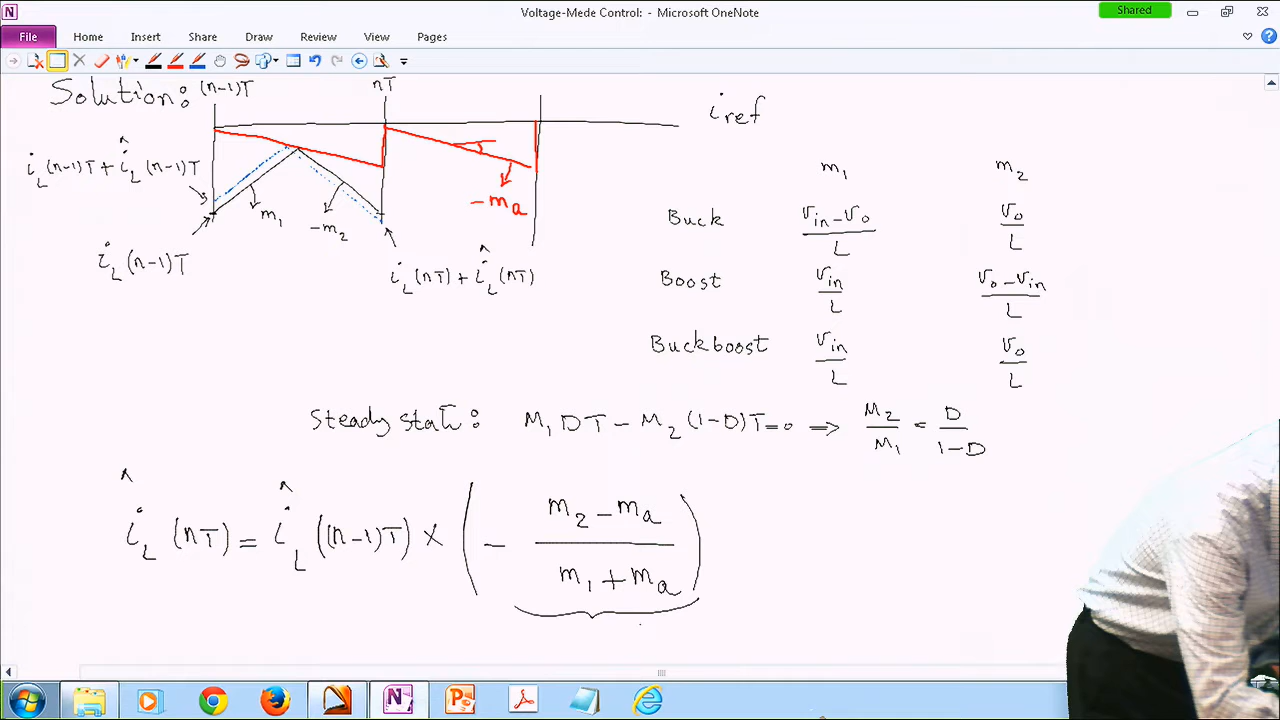 Voltage-Mede Control: - Microsoft OneNote
Shared
File Home Insert Share Draw Review View Pages
Solution: (n-1)T nT i_ref
i_L(n-1)T + î_L(n-1)T
m_1 -m_2 -m_a
i_L(n-1)T
i_L(nT) + î_L(nT)
m_1 m_2
Buck (v_in - v_o)/L v_o/L
Boost v_in/L (v_o - v_in)/L
Buckboost v_in/L v_o/L
Steady stat: M_1 D T - M_2 (1-D) T = 0 ⇒ M_2/M_1 = D/(1-D)
î_L(nT) = î_L((n-1)T) × ( - (m_2 - m_a)/(m_1 + m_a) )